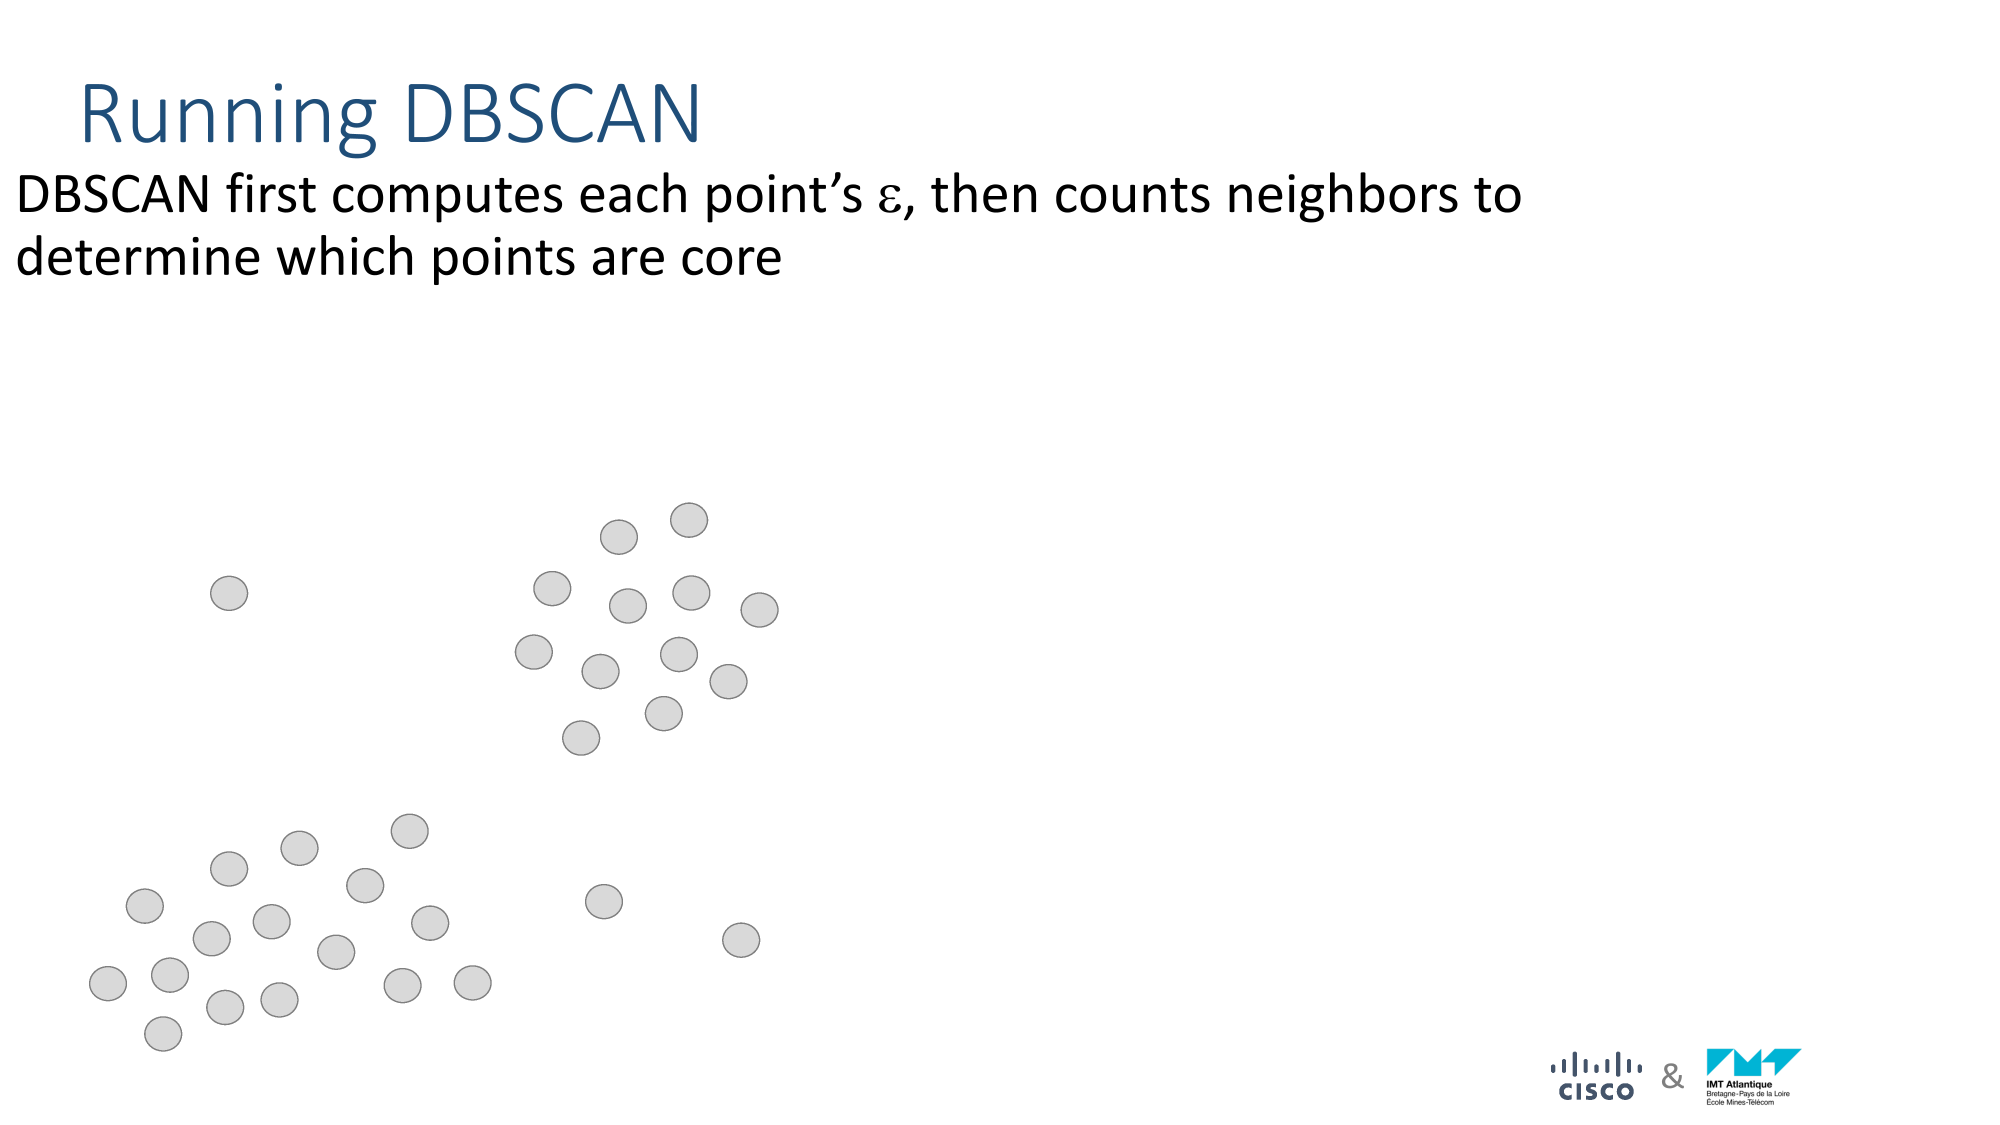 Running DBSCAN
DBSCAN first computes each point’s ε, then counts neighbors to
determine which points are core
CISCO
&
IMT Atlantique
Bretagne-Pays de la Loire
École Mines-Télécom